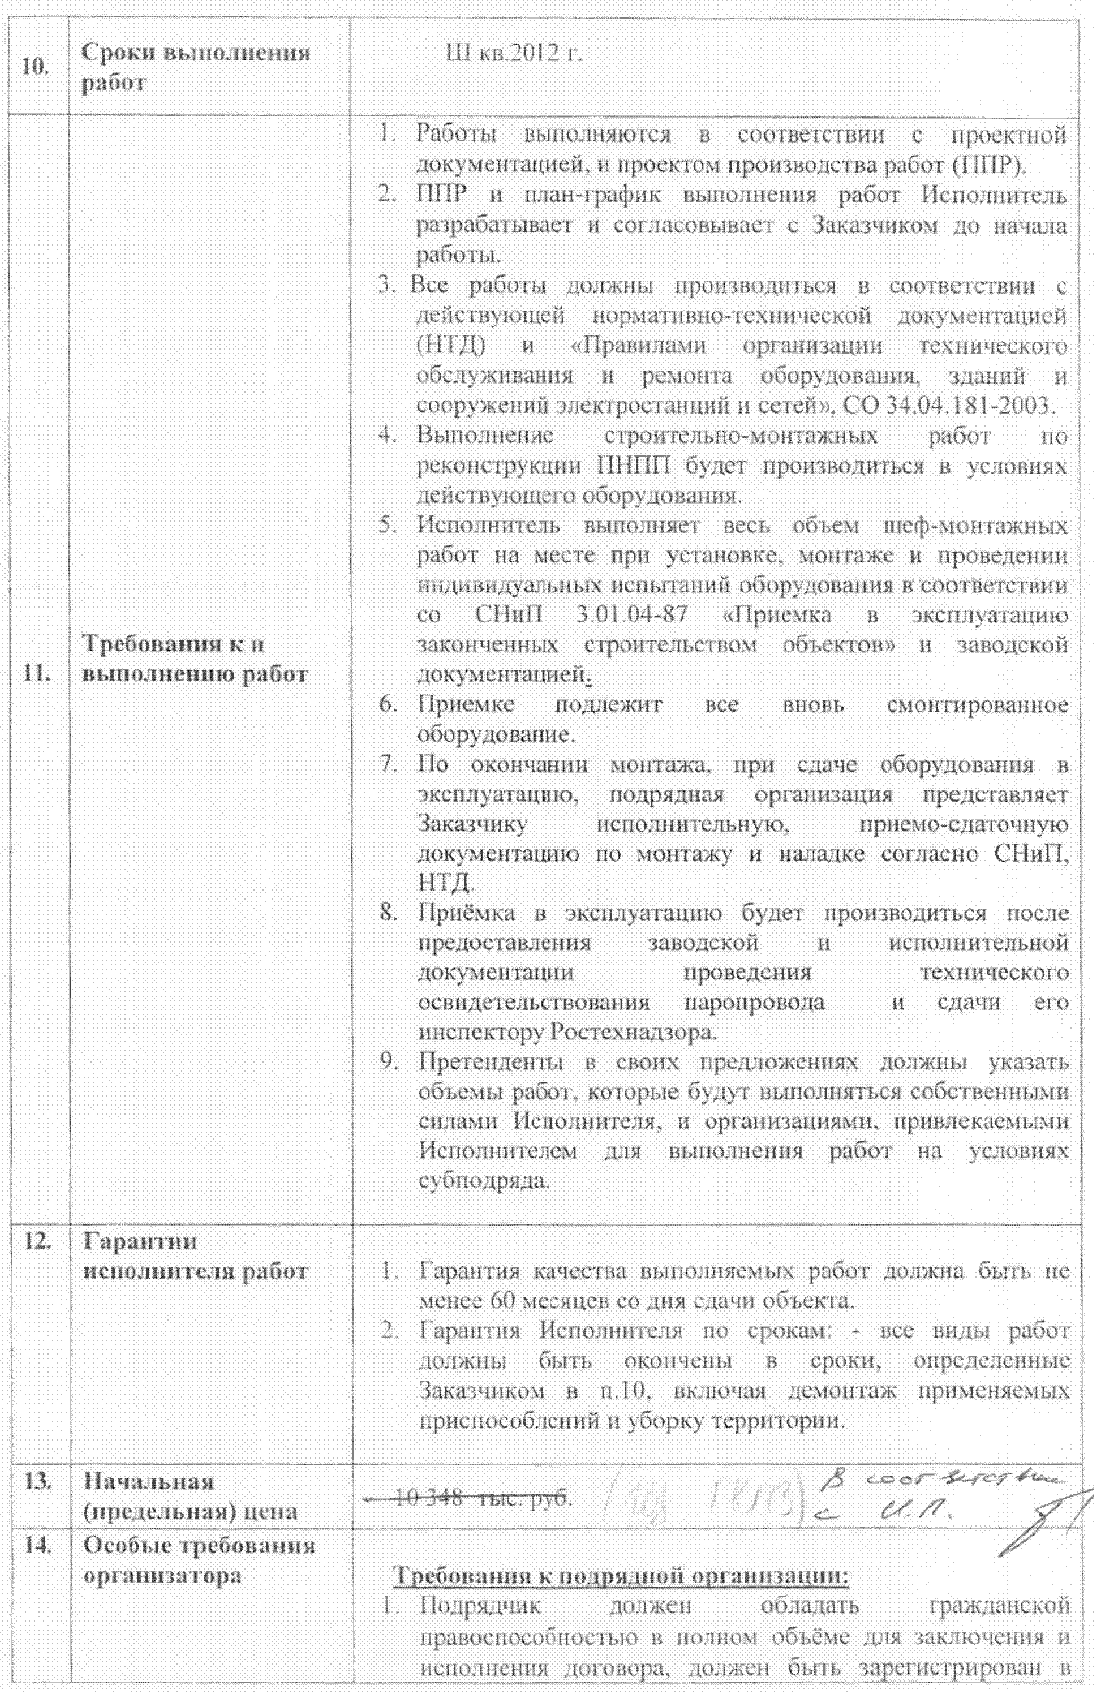 10.
Сроки выполнения
работ
III кв.2012 г.
11.
Требования к и
выполнению работ
1. Работы выполняются в соответствии с проектной
документацией, и проектом производства работ (ППР).
2. ППР и план-график выполнения работ Исполнитель
разрабатывает и согласовывает с Заказчиком до начала
работы.
3. Все работы должны производиться в соответствии с
действующей нормативно-технической документацией
(НТД) и «Правилами организации технического
обслуживания и ремонта оборудования, зданий и
сооружений электростанций и сетей», СО 34.04.181-2003.
4. Выполнение строительно-монтажных работ по
реконструкции ПНПП будет производиться в условиях
действующего оборудования.
5. Исполнитель выполняет весь объем шеф-монтажных
работ на месте при установке, монтаже и проведении
индивидуальных испытаний оборудования в соответствии
со СНиП 3.01.04-87 «Приемка в эксплуатацию
законченных строительством объектов» и заводской
документацией.
6. Приемке подлежит все вновь смонтированное
оборудование.
7. По окончании монтажа, при сдаче оборудования в
эксплуатацию, подрядная организация представляет
Заказчику исполнительную, приемо-сдаточную
документацию по монтажу и наладке согласно СНиП,
НТД.
8. Приёмка в эксплуатацию будет производиться после
предоставления заводской и исполнительной
документации проведения технического
освидетельствования паропровода и сдачи его
инспектору Ростехнадзора.
9. Претенденты в своих предложениях должны указать
объемы работ, которые будут выполняться собственными
силами Исполнителя, и организациями, привлекаемыми
Исполнителем для выполнения работ на условиях
субподряда.
12.
Гарантии
исполнителя работ
1. Гарантия качества выполняемых работ должна быть не
менее 60 месяцев со дня сдачи объекта.
2. Гарантия Исполнителя по срокам: - все виды работ
должны быть окончены в сроки, определенные
Заказчиком в п.10, включая демонтаж применяемых
приспособлений и уборку территории.
13.
Начальная
(предельная) цена
10 348 тыс. руб.
В соответствии
с И.П.
14.
Особые требования
организатора
Требования к подрядной организации:
1. Подрядчик должен обладать гражданской
правоспособностью в полном объёме для заключения и
исполнения договора, должен быть зарегистрирован в